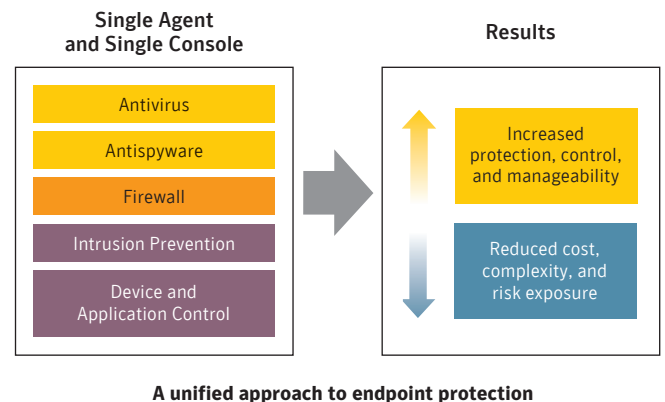 Single Agent
and Single Console
Antivirus
Antispyware
Firewall
Intrusion Prevention
Device and
Application Control
Results
Increased
protection, control,
and manageability
Reduced cost,
complexity, and
risk exposure
A unified approach to endpoint protection